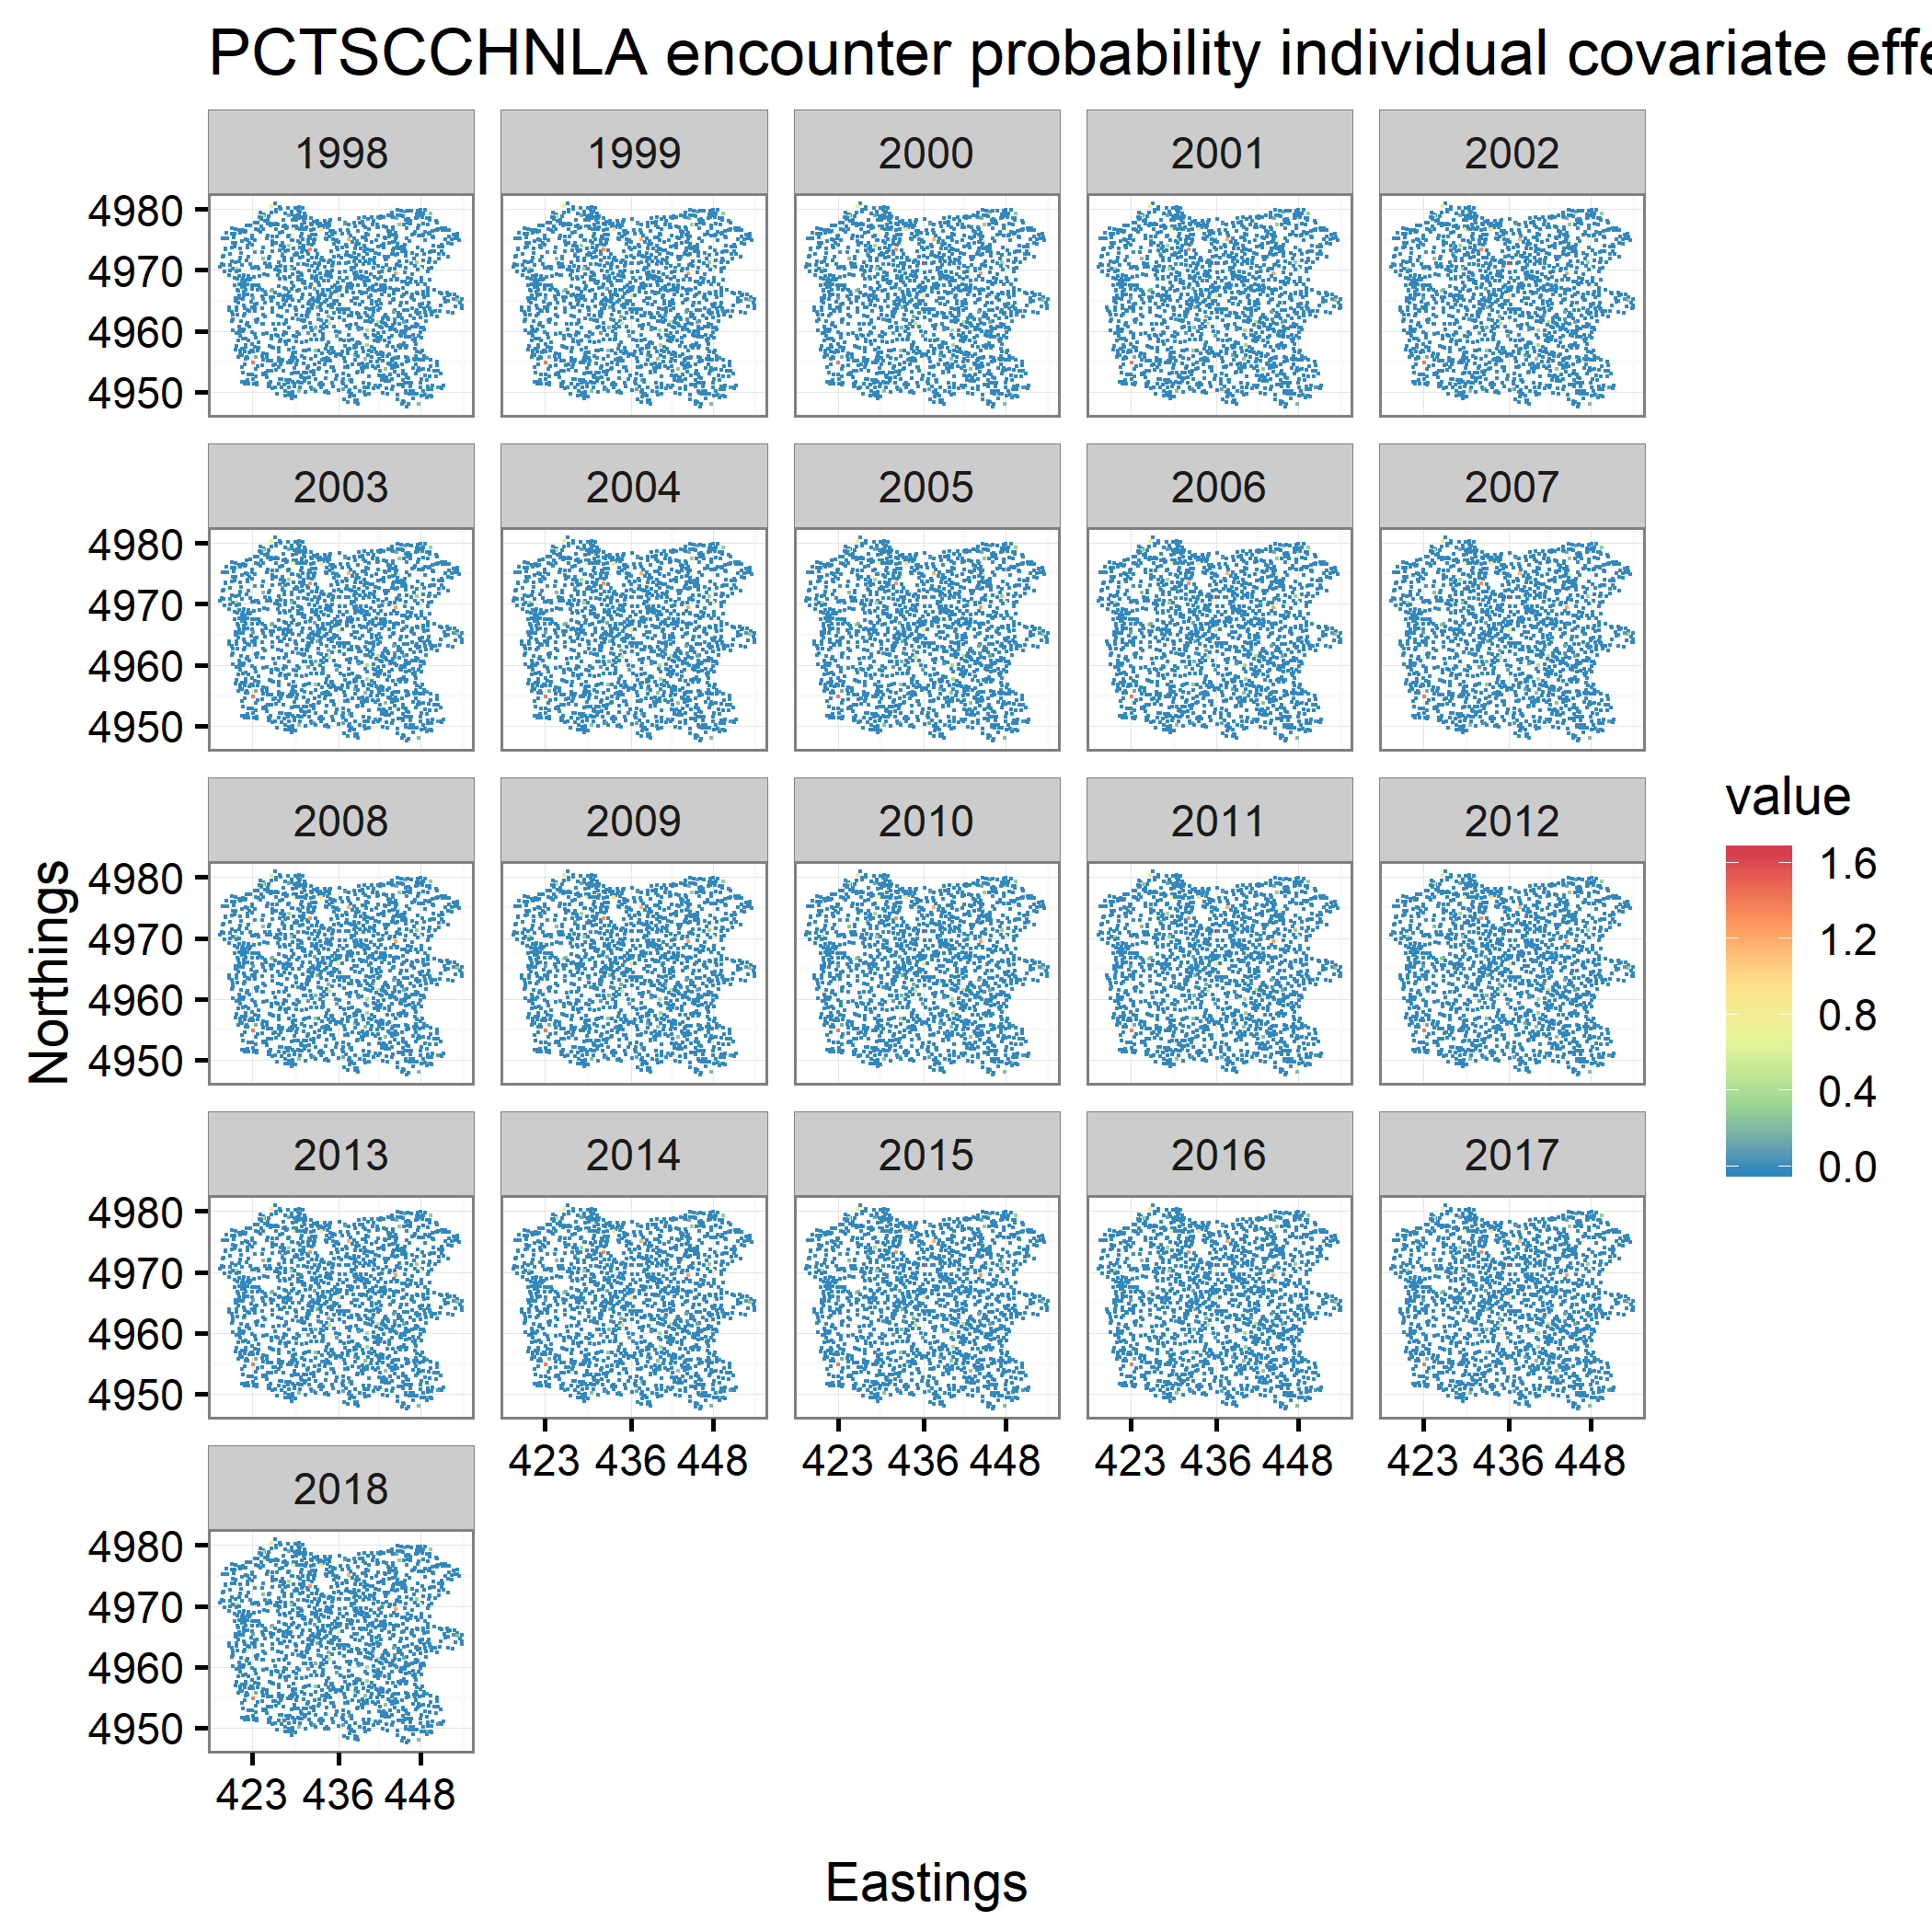 PCTSCCHNLA encounter probability individual covariate effe
1998 1999 2000 2001 2002
4980
4970
4960
4950
2003 2004 2005 2006 2007
4980
4970
4960
4950
2008 2009 2010 2011 2012
4980
4970
4960
4950
2013 2014 2015 2016 2017
4980
4970
4960
4950
423 436 448 423 436 448 423 436 448 423 436 448
2018
4980
4970
4960
4950
423 436 448
Eastings
Northings
value
1.6
1.2
0.8
0.4
0.0